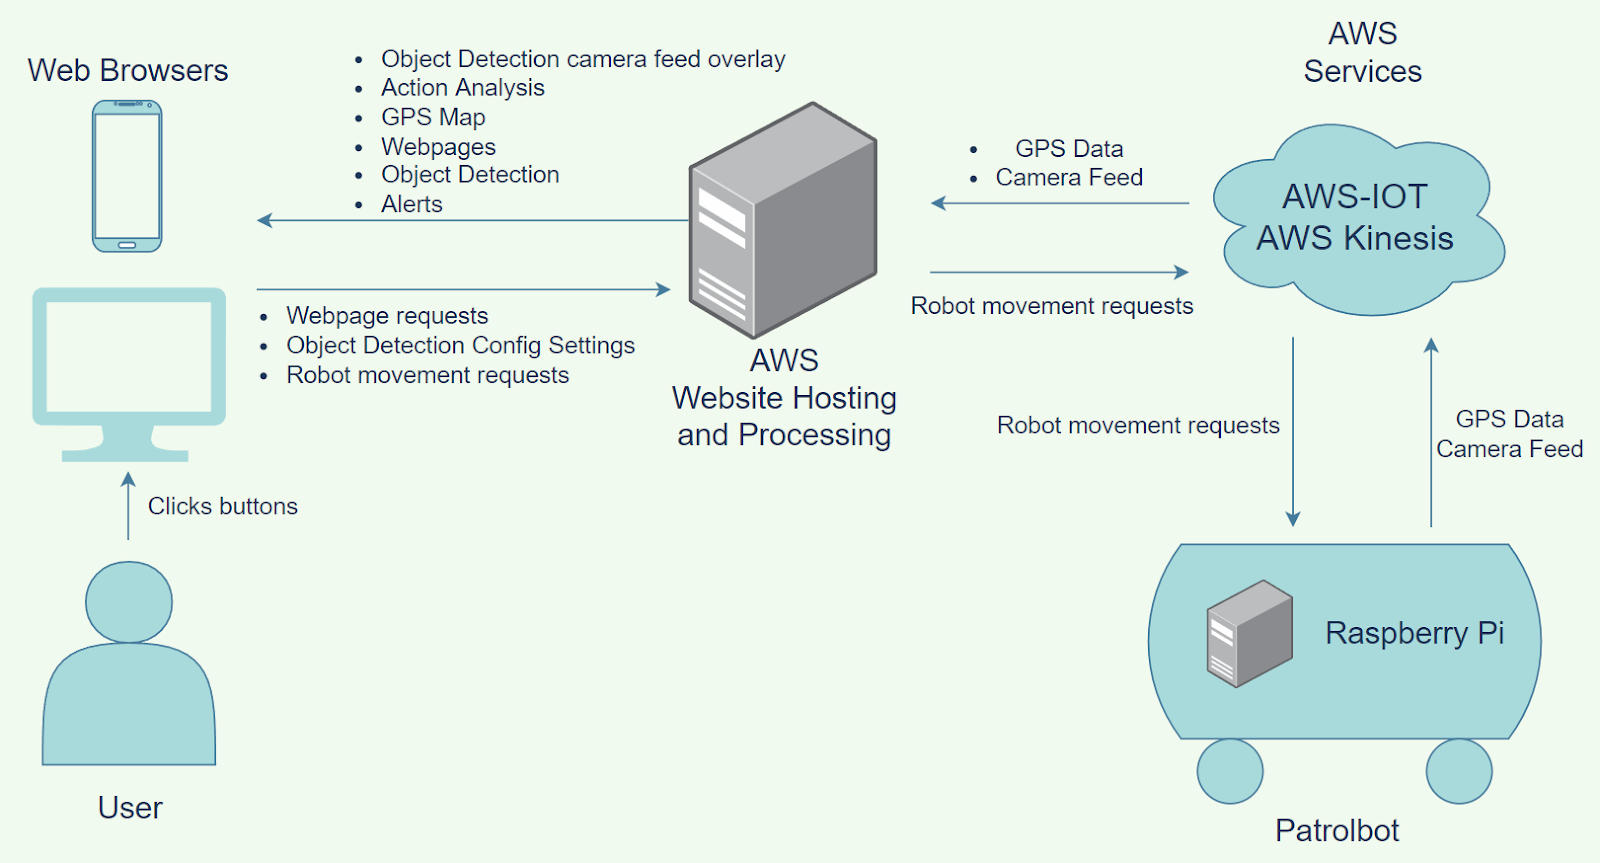 Web Browsers
• Object Detection camera feed overlay
• Action Analysis
• GPS Map
• Webpages
• Object Detection
• Alerts
• Webpage requests
• Object Detection Config Settings
• Robot movement requests
Clicks buttons
User
AWS
Website Hosting
and Processing
• GPS Data
• Camera Feed
Robot movement requests
AWS
Services
AWS-IOT
AWS Kinesis
Robot movement requests
GPS Data
Camera Feed
Raspberry Pi
Patrolbot